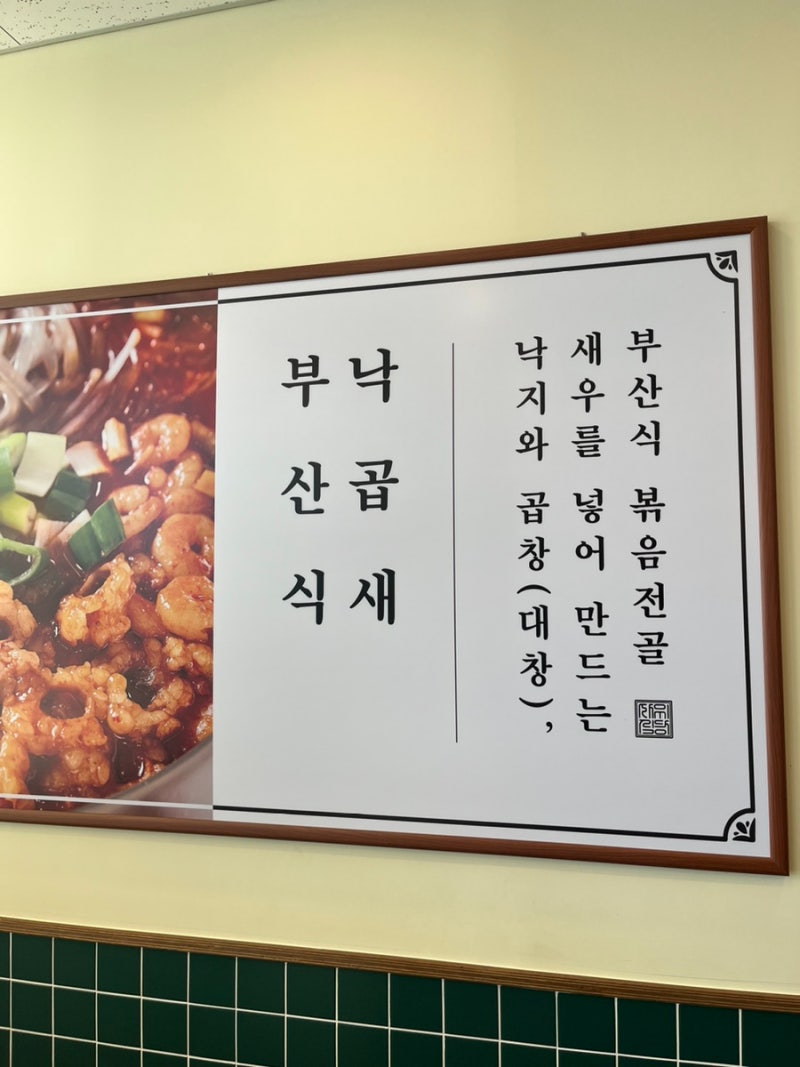 부산식
낙곱새
낙지와 곱창(대창),
새우를 넣어 만드는
부산식 볶음전골